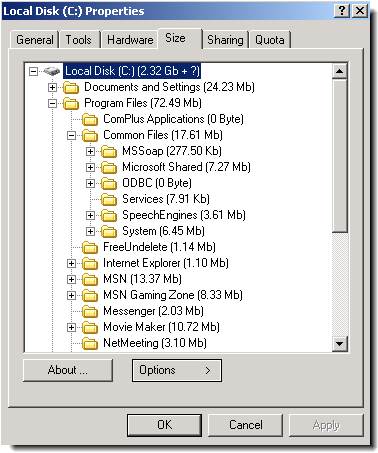 Local Disk (C:) Properties
General Tools Hardware Size Sharing Quota
Local Disk (C:) (2.32 Gb + ?)
Documents and Settings (24.23 Mb)
Program Files (72.49 Mb)
ComPlus Applications (0 Byte)
Common Files (17.61 Mb)
MSSoap (277.50 Kb)
Microsoft Shared (7.27 Mb)
ODBC (0 Byte)
Services (7.91 Kb)
SpeechEngines (3.61 Mb)
System (6.45 Mb)
FreeUndelete (1.14 Mb)
Internet Explorer (1.10 Mb)
MSN (13.37 Mb)
MSN Gaming Zone (8.33 Mb)
Messenger (2.03 Mb)
Movie Maker (10.72 Mb)
NetMeeting (3.10 Mb)
About ... Options >
OK Cancel Apply